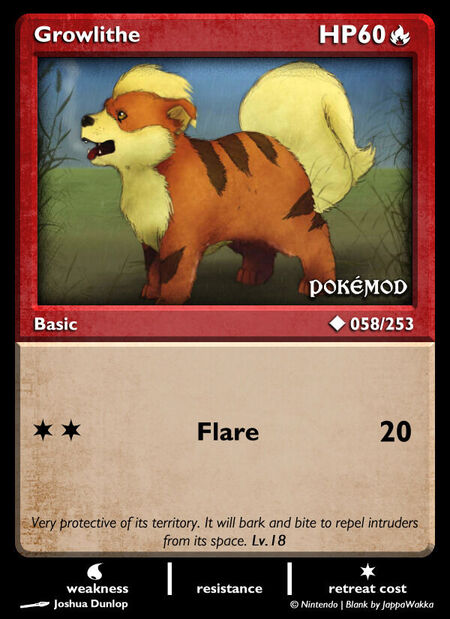 Growlithe HP60
POKÉMOD
Basic 058/253
Flare 20
Very protective of its territory. It will bark and bite to repel intruders
from its space. Lv.18
weakness resistance retreat cost
Joshua Dunlop © Nintendo | Blank by JappaWakka